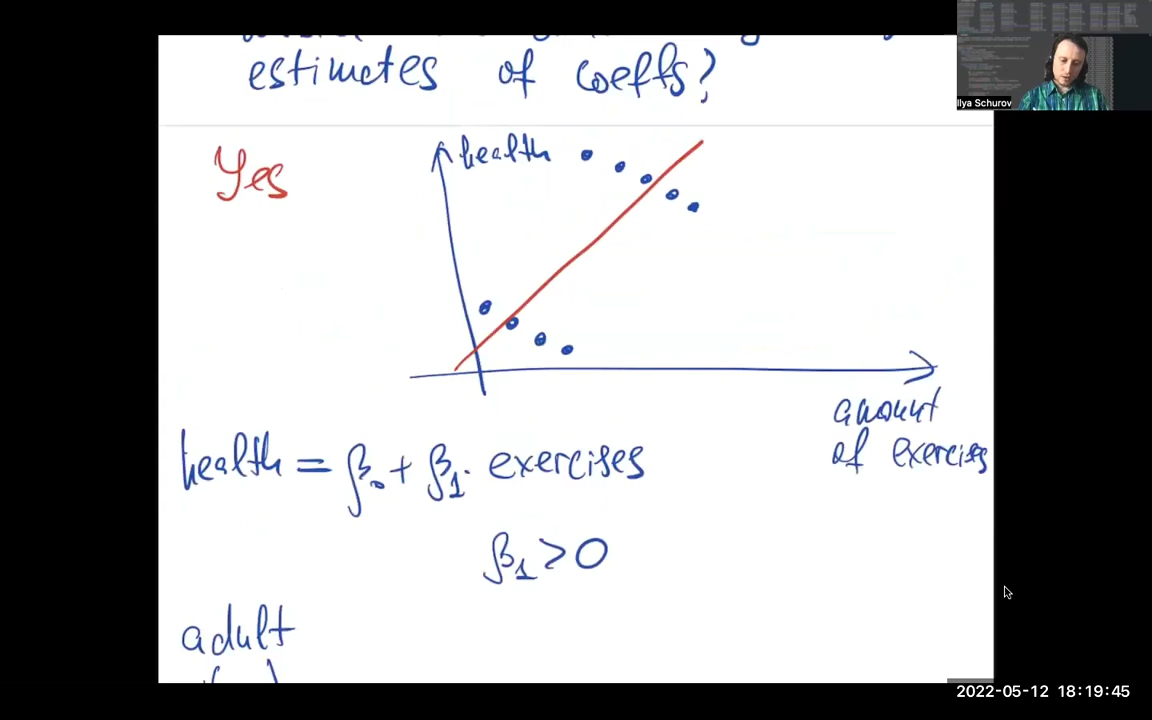 estimates of coeffs?
Yes
health
amount
of exercises
health = β₀ + β₁· exercises
β₁ > 0
adult
Ilya Schurov
2022-05-12 18:19:45